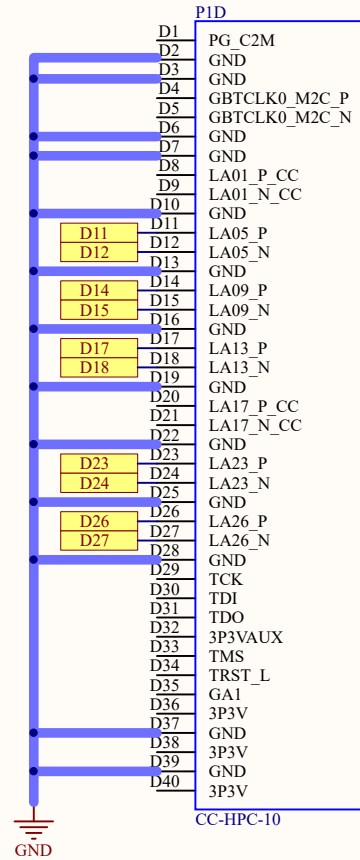 P1D
D1 PG_C2M
D2 GND
D3 GND
D4 GBTCLK0_M2C_P
D5 GBTCLK0_M2C_N
D6 GND
D7 GND
D8 LA01_P_CC
D9 LA01_N_CC
D10 GND
D11 D11 LA05_P
D12 D12 LA05_N
D13 GND
D14 D14 LA09_P
D15 D15 LA09_N
D16 GND
D17 D17 LA13_P
D18 D18 LA13_N
D19 GND
D20 LA17_P_CC
D21 LA17_N_CC
D22 GND
D23 D23 LA23_P
D24 D24 LA23_N
D25 GND
D26 D26 LA26_P
D27 D27 LA26_N
D28 GND
D29 TCK
D30 TDI
D31 TDO
D32 3P3VAUX
D33 TMS
D34 TRST_L
D35 GA1
D36 3P3V
D37 GND
D38 3P3V
D39 GND
D40 3P3V
CC-HPC-10
GND